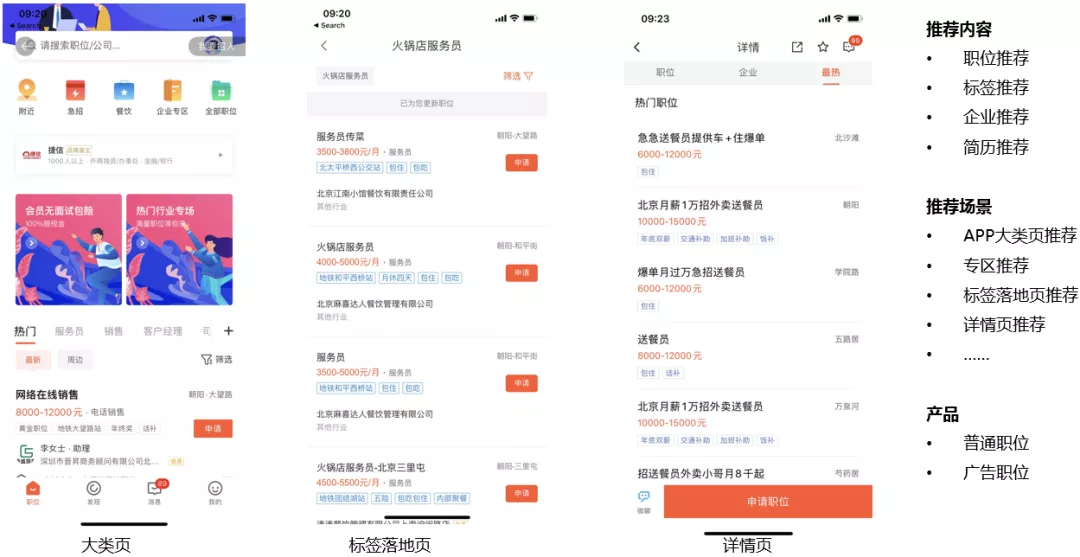 09:20
Search
请搜索职位/公司...
我要招人
附近
急招
餐饮
企业专区
全部职位
捷信
1000人以上 · 外商独资/办事处 · 金融/银行
会员无面试包赔
100%赔现金
热门行业专场
海量职位等你来
热门
服务员
销售
客户经理
最新
周边
筛选
网络在线销售
朝阳·大望路
8000-12000元 · 电话销售
黄金职位
地铁大望路站
年终奖
话补
申请
李女士 · 助理
深圳市晋昇商务顾问有限公司北...
会员
职位
发现
89
消息
我的
大类页
09:20
Search
火锅店服务员
火锅店服务员
筛选
已为您更新职位
服务员传菜
朝阳-大望路
3500-3800元/月 · 服务员
北太平桥西公交站
包住
包吃
申请
北京江南小馆餐饮有限责任公司
其他行业
火锅店服务员
朝阳-和平街
4000-5000元/月 · 服务员
地铁和平西桥站
月休四天
包住
包吃
申请
北京麻喜达人餐饮管理有限公司
其他行业
服务员
朝阳-和平街
3500-5000元/月 · 服务员
地铁和平西桥站
包住
包吃
申请
北京麻喜达人餐饮管理有限公司
其他行业
火锅店服务员-北京三里屯
朝阳-三里屯
4500-5500元/月 · 服务员
地铁团结湖站
五险
包吃包住
内部聚餐
申请
标签落地页
09:23
详情
99
职位
企业
最热
热门职位
急急送餐员提供车+住爆单
北沙滩
6000-12000元
包住
北京月薪1万招外卖送餐员
朝阳
10000-15000元
年底双薪
交通补助
加班补助
饭补
爆单月过万急招送餐员
学院路
6000-12000元
包住
送餐员
五路居
8000-12000元
包住
话补
北京月薪1万招外卖送餐员
万泉河
10000-15000元
年底双薪
交通补助
加班补助
饭补
招送餐员外卖小哥月8千起
芍药居
微聊
申请职位
详情页
推荐内容
• 职位推荐
• 标签推荐
• 企业推荐
• 简历推荐
推荐场景
• APP大类页推荐
• 专区推荐
• 标签落地页推荐
• 详情页推荐
• ......
产品
• 普通职位
• 广告职位